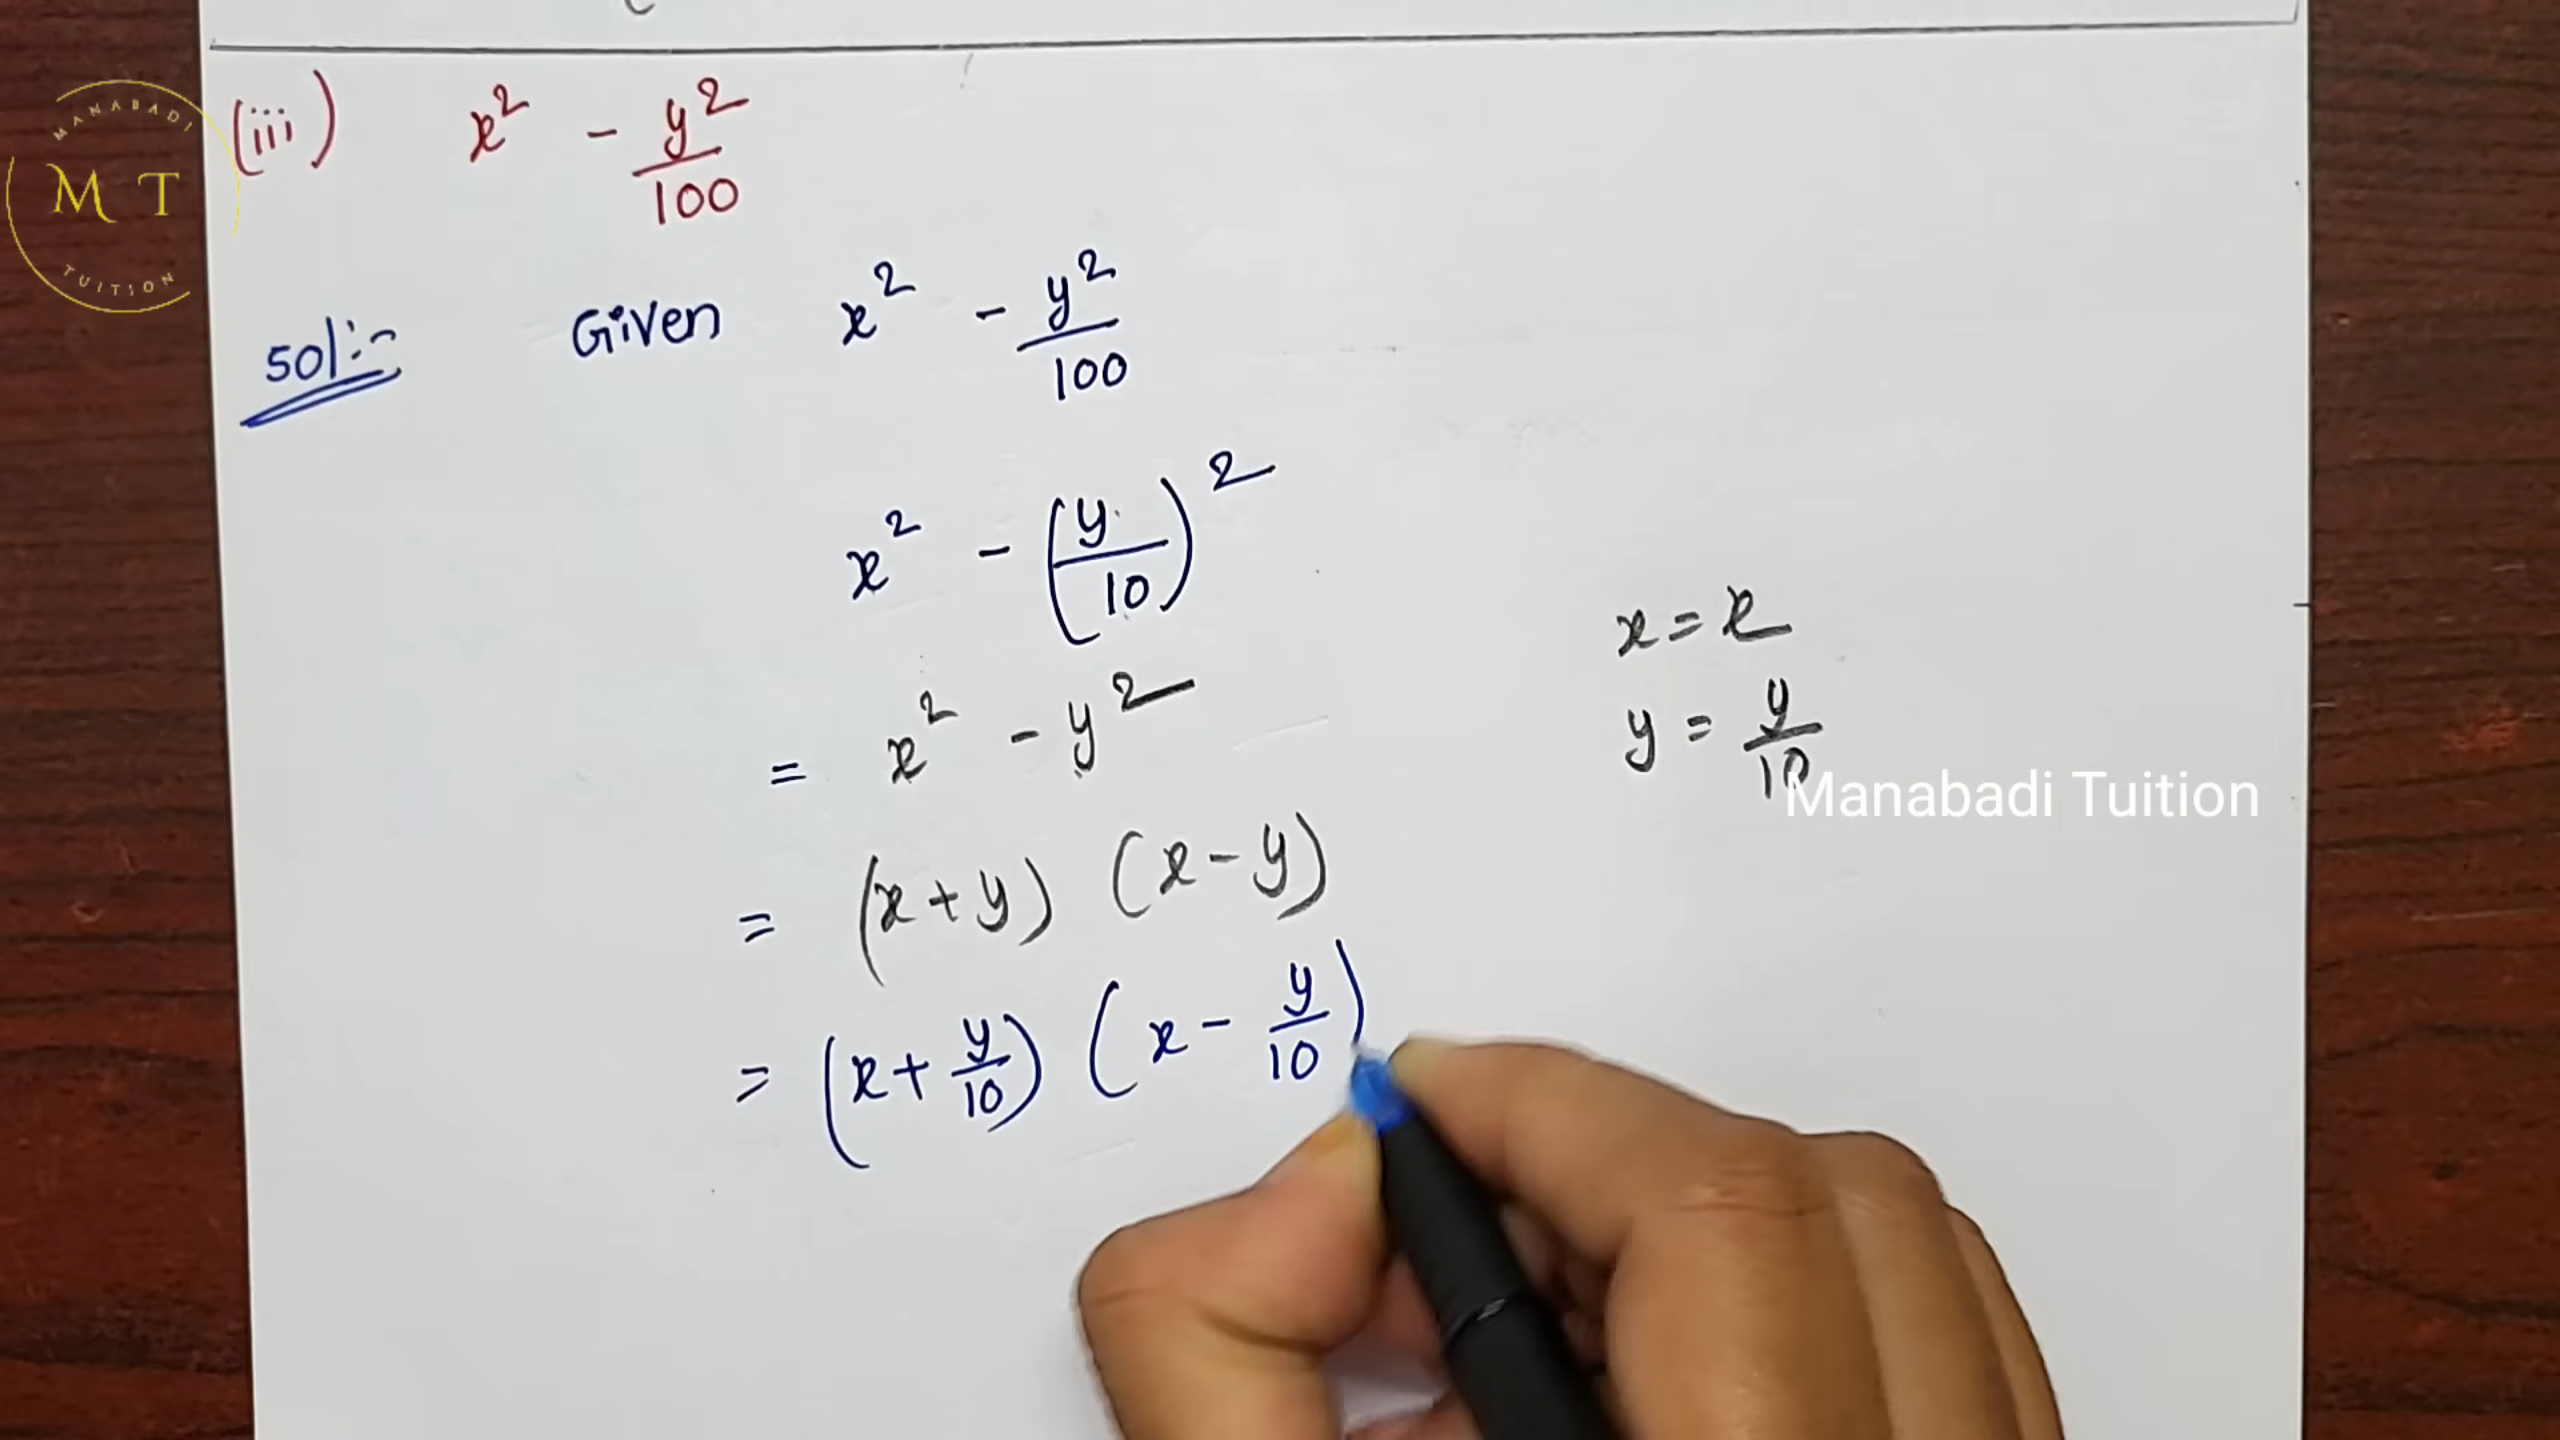 MANABADI
M T
TUITION
(iii) x² - y²/100
Sol:- Given x² - y²/100
x² - (y/10)²
x = x
= x² - y²
y = y/10
Manabadi Tuition
= (x+y) (x-y)
= (x + y/10) (x - y/10)